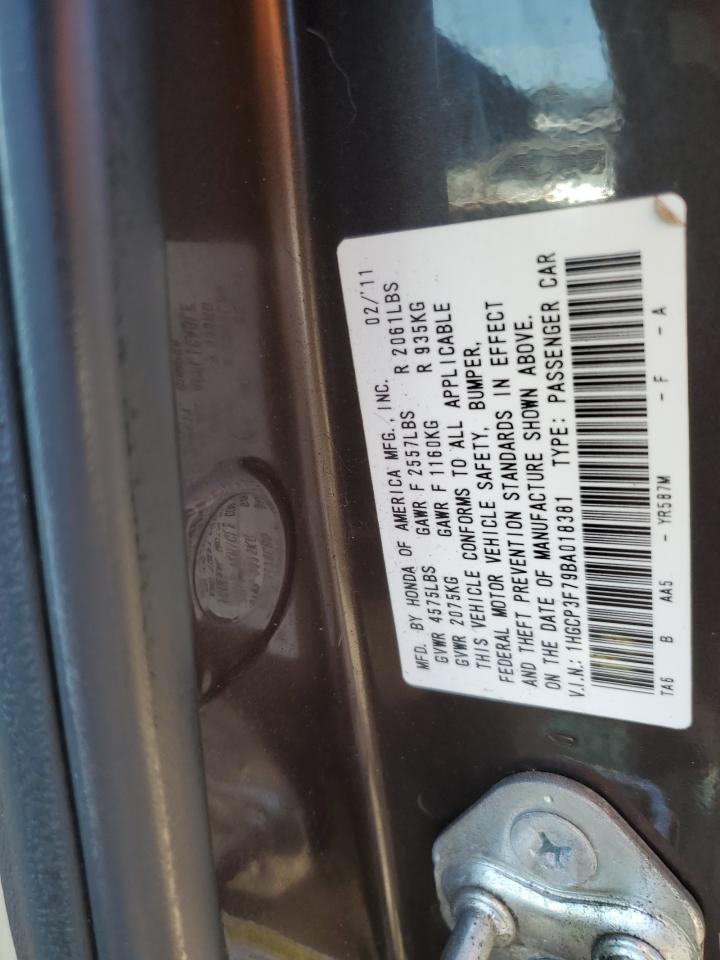 MFD. BY HONDA OF AMERICA MFG., INC. 02/'11
GVWR 4575LBS GAWR F 2557LBS R 2061LBS
GVWR 2075KG GAWR F 1160KG R 935KG
THIS VEHICLE CONFORMS TO ALL APPLICABLE
FEDERAL MOTOR VEHICLE SAFETY, BUMPER,
AND THEFT PREVENTION STANDARDS IN EFFECT
ON THE DATE OF MANUFACTURE SHOWN ABOVE.
V.I.N.: 1HGCP3F79BA018381 TYPE: PASSENGER CAR
TA6 B AA5 - YR587M - F - A